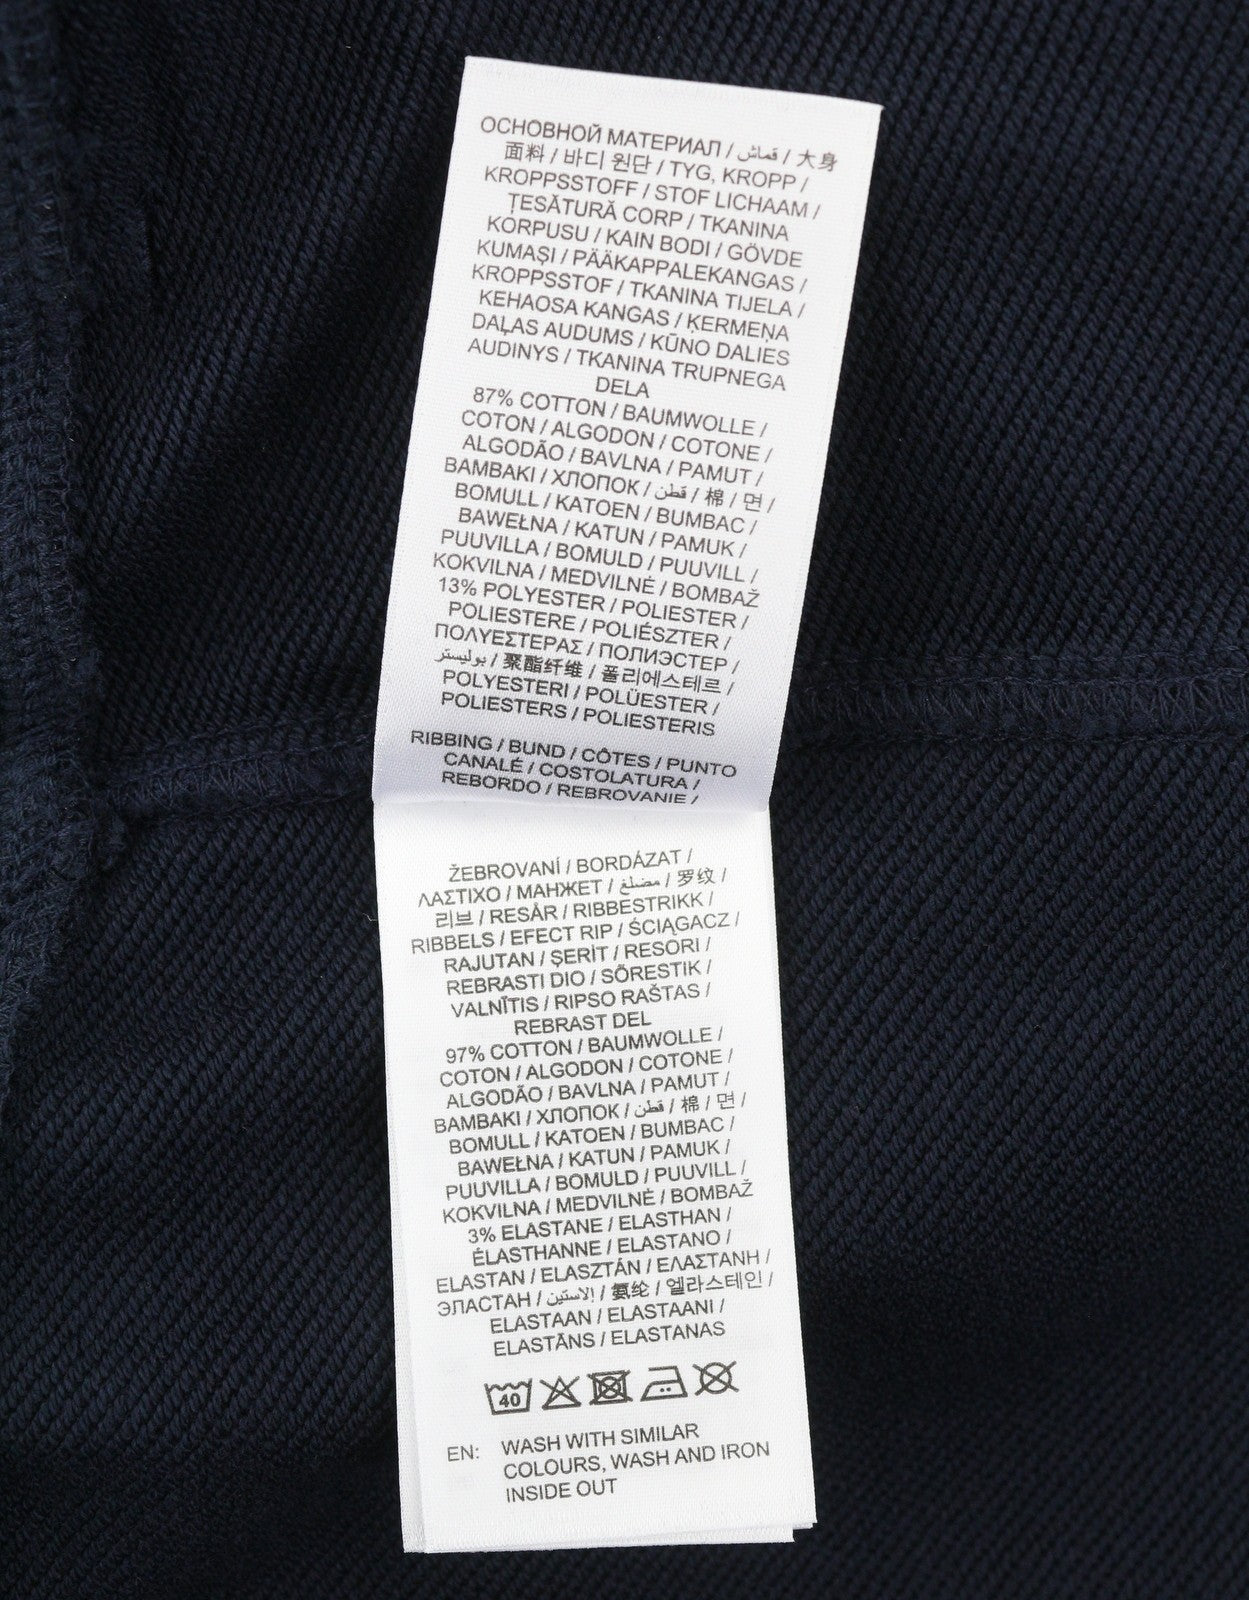 ОСНОВНОЙ МАТЕРИАЛ / قماش / 大身
面料 / 바디 원단 / TYG, KROPP /
KROPPSSTOFF / STOF LICHAAM /
ȚESĂTURĂ CORP / TKANINA
KORPUSU / KAIN BODI / GÖVDE
KUMAŞI / PÄÄKAPPALEKANGAS /
KROPPSSTOF / TKANINA TIJELA /
KEHAOSA KANGAS / ĶERMEŅA
DAĻAS AUDUMS / KŪNO DALIES
AUDINYS / TKANINA TRUPNEGA
DELA
87% COTTON / BAUMWOLLE /
COTON / ALGODON / COTONE /
ALGODÃO / BAVLNA / PAMUT /
BAMBAKI / ХЛОПОК / قطن / 棉 / 면 /
BOMULL / KATOEN / BUMBAC /
BAWEŁNA / KATUN / PAMUK /
PUUVILLA / BOMULD / PUUVILL /
KOKVILNA / MEDVILNĖ / BOMBAŽ
13% POLYESTER / POLIESTER /
POLIESTERE / POLIÉSZTER /
ΠΟΛΥΕΣΤΕΡΑΣ / ПОЛИЭСТЕР /
بوليستر / 聚酯纤维 / 폴리에스테르 /
POLYESTERI / POLÜESTER /
POLIESTERS / POLIESTERIS
RIBBING / BUND / CÔTES / PUNTO
CANALÉ / COSTOLATURA /
REBORDO / REBROVANIE /
ŽEBROVANÍ / BORDÁZAT /
ΛΑΣΤΙΧΟ / МАНЖЕТ / مضلع / 罗纹 /
리브 / RESÅR / RIBBESTRIKK /
RIBBELS / EFECT RIP / ŚCIĄGACZ /
RAJUTAN / ŞERİT / RESORI /
REBRASTI DIO / SÕRESTIK /
VALNĪTIS / RIPSO RAŠTAS /
REBRAST DEL
97% COTTON / BAUMWOLLE /
COTON / ALGODON / COTONE /
ALGODÃO / BAVLNA / PAMUT /
BAMBAKI / ХЛОПОК / قطن / 棉 / 면 /
BOMULL / KATOEN / BUMBAC /
BAWEŁNA / KATUN / PAMUK /
PUUVILLA / BOMULD / PUUVILL /
KOKVILNA / MEDVILNĖ / BOMBAŽ
3% ELASTANE / ELASTHAN /
ÉLASTHANNE / ELASTANO /
ELASTAN / ELASZTÁN / ΕΛΑΣΤΑΝΗ /
ЭЛАСТАН / الاستين / 氨纶 / 엘라스테인 /
ELASTAAN / ELASTAANI /
ELASTĀNS / ELASTANAS
40
EN: WASH WITH SIMILAR
COLOURS, WASH AND IRON
INSIDE OUT